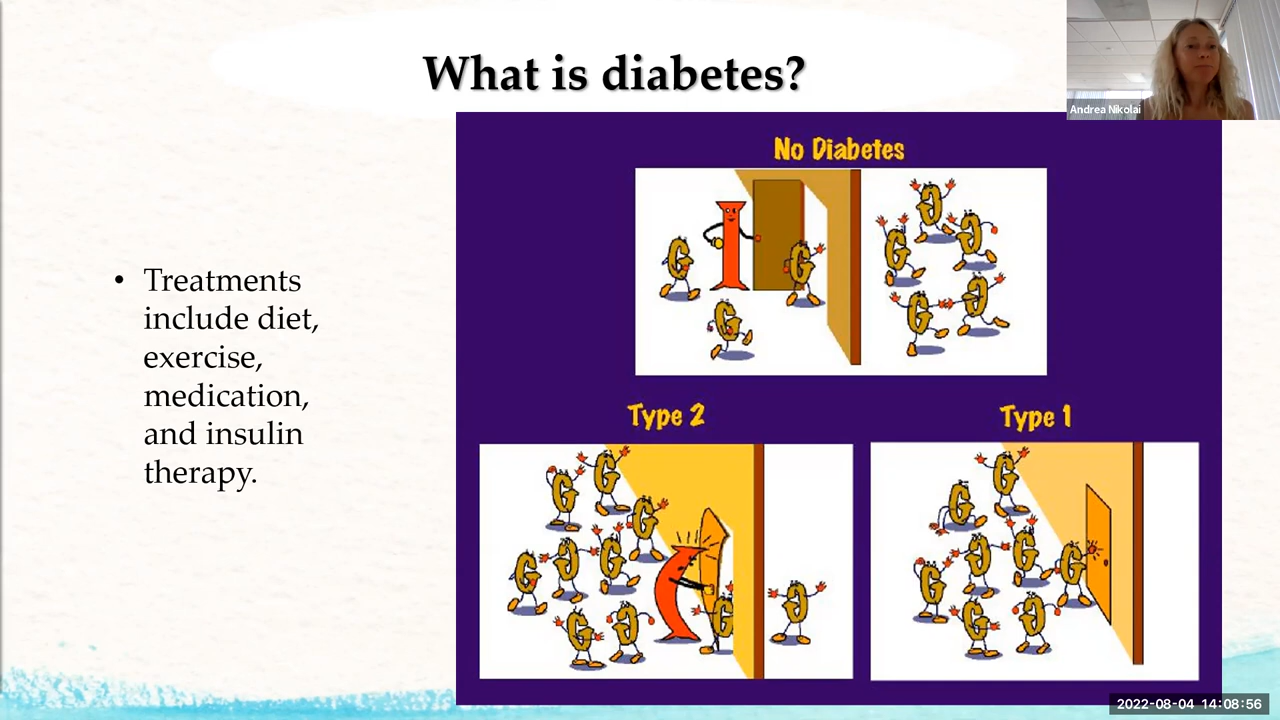 What is diabetes?
Andrea Nikolai
No Diabetes
• Treatments
include diet,
exercise,
medication,
and insulin
therapy.
Type 2
Type 1
2022-08-04 14:08:56